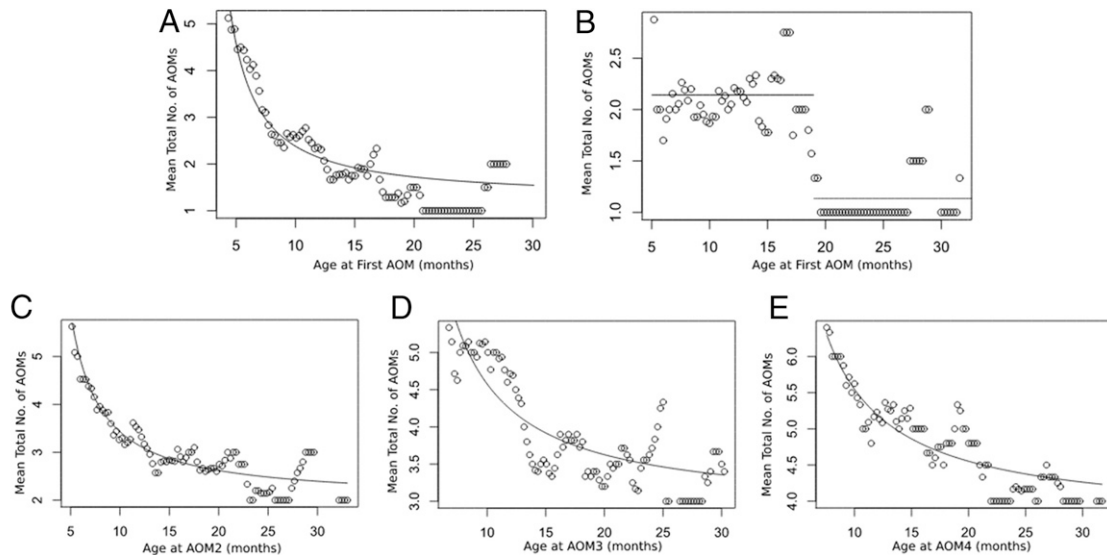 A
B
Mean Total No. of AOMs
5
4
3
2
1
5 10 15 20 25 30
Age at First AOM (months)
Mean Total No. of AOMs
2.5
2.0
1.5
1.0
5 10 15 20 25 30
Age at First AOM (months)
C
D
E
Mean Total No. of AOMs
5
4
3
2
5 10 15 20 25 30
Age at AOM2 (months)
Mean Total No. of AOMs
5.0
4.5
4.0
3.5
3.0
10 15 20 25 30
Age at AOM3 (months)
Mean Total No. of AOMs
6.0
5.5
5.0
4.5
4.0
10 15 20 25 30
Age at AOM4 (months)